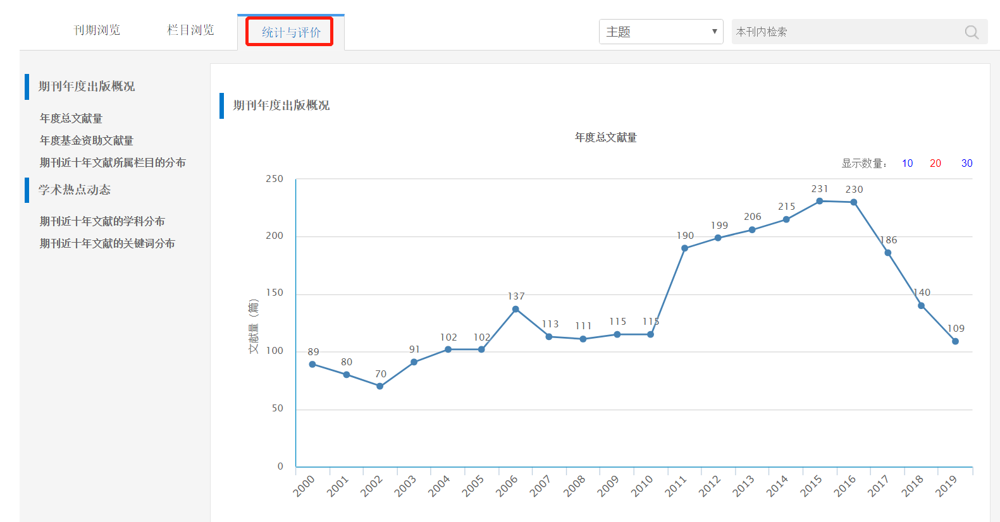 刊期浏览 栏目浏览 统计与评价 主题 本刊内检索
期刊年度出版概况
年度总文献量
年度基金资助文献量
期刊近十年文献所属栏目的分布
学术热点动态
期刊近十年文献的学科分布
期刊近十年文献的关键词分布
期刊年度出版概况
年度总文献量
显示数量： 10 20 30
文献量（篇）
250
200
150
100
50
0
89 80 70 91 102 102 137 113 111 115 115 190 199 206 215 231 230 186 140 109
2000 2001 2002 2003 2004 2005 2006 2007 2008 2009 2010 2011 2012 2013 2014 2015 2016 2017 2018 2019